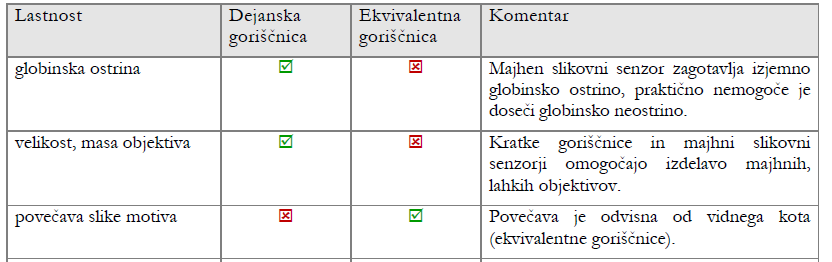 Lastnost Dejanska goriščnica Ekvivalentna goriščnica Komentar
globinska ostrina ☑ ☒ Majhen slikovni senzor zagotavlja izjemno
globinsko ostrino, praktično nemogoče je
doseči globinsko neostrino.
velikost, masa objektiva ☑ ☒ Kratke goriščnice in majhni slikovni
senzorji omogočajo izdelavo majhnih,
lahkih objektivov.
povečava slike motiva ☒ ☑ Povečava je odvisna od vidnega kota
(ekvivalentne goriščnice).